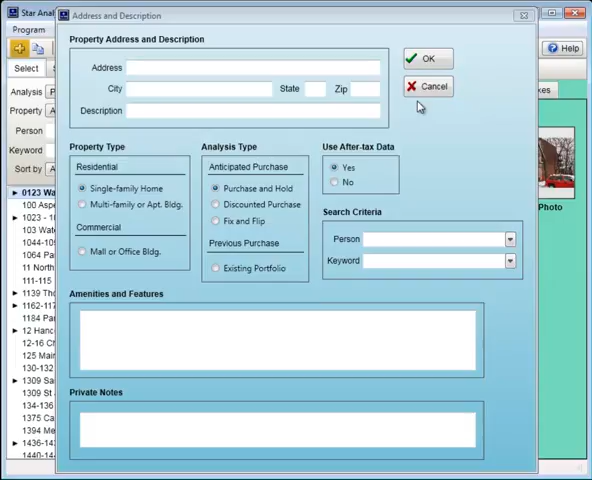 Star Anal
Address and Description
Program
Help
Select
Analysis
Property
Person
Keyword
Sort by
Property Address and Description
Address
City State Zip
Description
OK
Cancel
Property Type
Residential
Single-family Home
Multi-family or Apt. Bldg.
Commercial
Mall or Office Bldg.
Analysis Type
Anticipated Purchase
Purchase and Hold
Discounted Purchase
Fix and Flip
Previous Purchase
Existing Portfolio
Use After-tax Data
Yes
No
Search Criteria
Person
Keyword
Photo
Amenities and Features
Private Notes
0123 Wa
100 Aspe
1023 -
103 Wate
1044-10
1064 Pa
11 North
111-115
1139 Tho
1162-117
1184 Par
12 Hanc
12-16 Ch
125 Main
130-132
1309 Sar
1309 St
134-136
1375 Ca
1394 Me
1436-143
1440-14